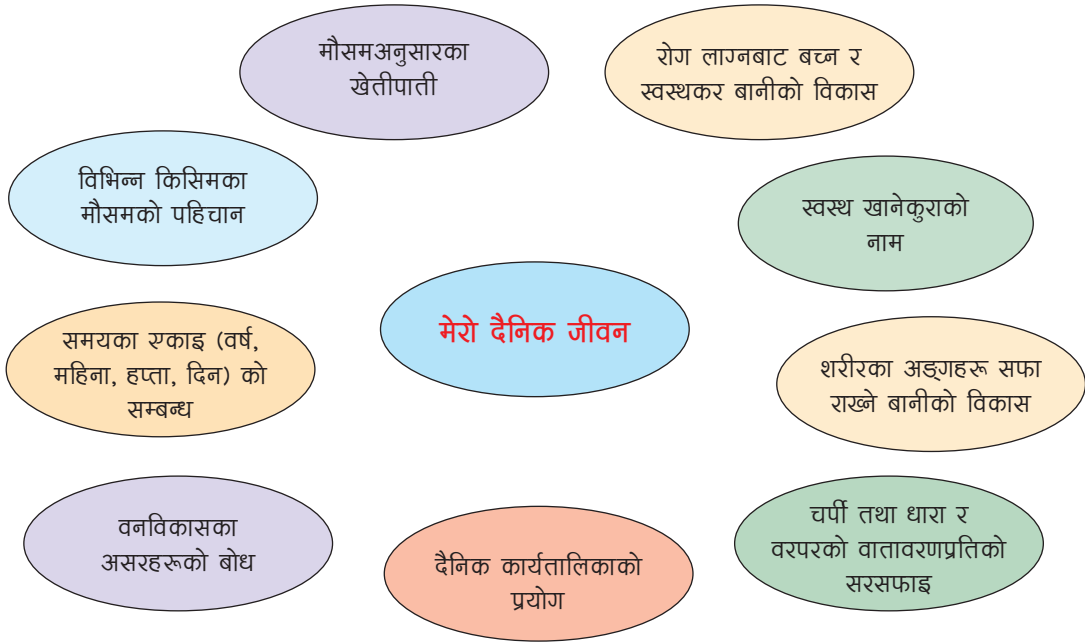 मौसमअनुसारका
खेतीपाती
रोग लाग्नबाट बच्न र
स्वस्थकर बानीको विकास
विभिन्न किसिमका
मौसमको पहिचान
स्वस्थ खानेकुराको
नाम
मेरो दैनिक जीवन
समयका एकाइ (वर्ष,
महिना, हप्ता, दिन) को
सम्बन्ध
शरीरका अङ्गहरू सफा
राख्ने बानीको विकास
वनविकासका
असरहरूको बोध
दैनिक कार्यतालिकाको
प्रयोग
चर्पी तथा धारा र
वरपरको वातावरणप्रतिको
सरसफाइ